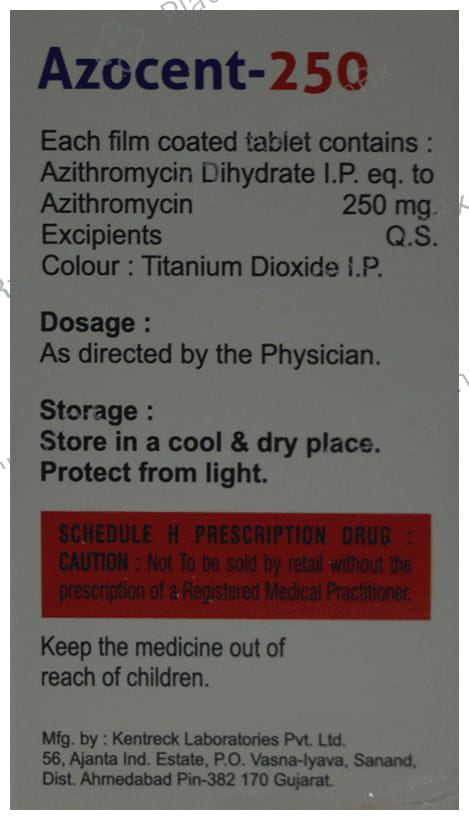 Azocent-250
Each film coated tablet contains :
Azithromycin Dihydrate I.P. eq. to
Azithromycin 250 mg.
Excipients Q.S.
Colour : Titanium Dioxide I.P.
Dosage :
As directed by the Physician.
Storage :
Store in a cool & dry place.
Protect from light.
SCHEDULE H PRESCRIPTION DRUG :
CAUTION : Not To be sold by retail without the
prescription of a Registered Medical Practitioner.
Keep the medicine out of
reach of children.
Mfg. by : Kentreck Laboratories Pvt. Ltd.
56, Ajanta Ind. Estate, P.O. Vasna-Iyava, Sanand,
Dist. Ahmedabad Pin-382 170 Gujarat.